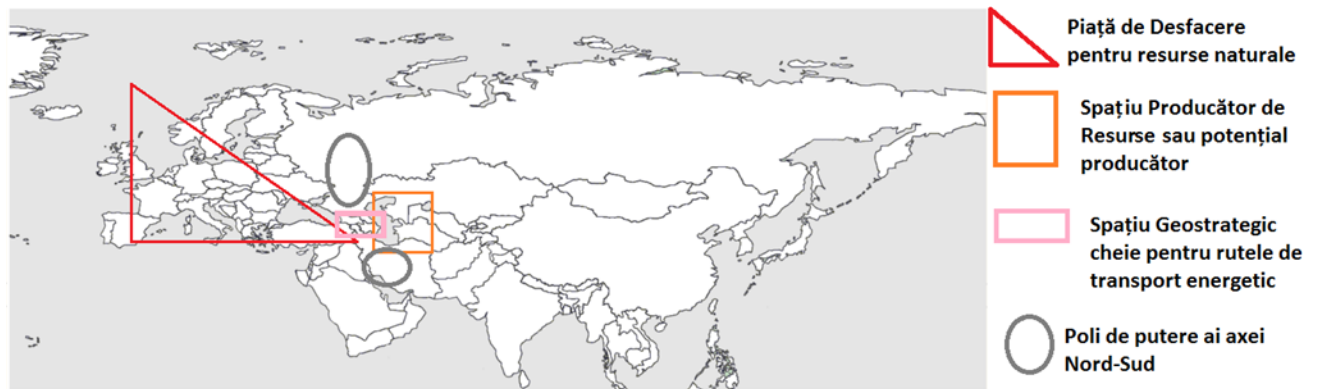 Piață de Desfacere
pentru resurse naturale
Spațiu Producător de
Resurse sau potențial
producător
Spațiu Geostrategic
cheie pentru rutele de
transport energetic
Poli de putere ai axei
Nord-Sud